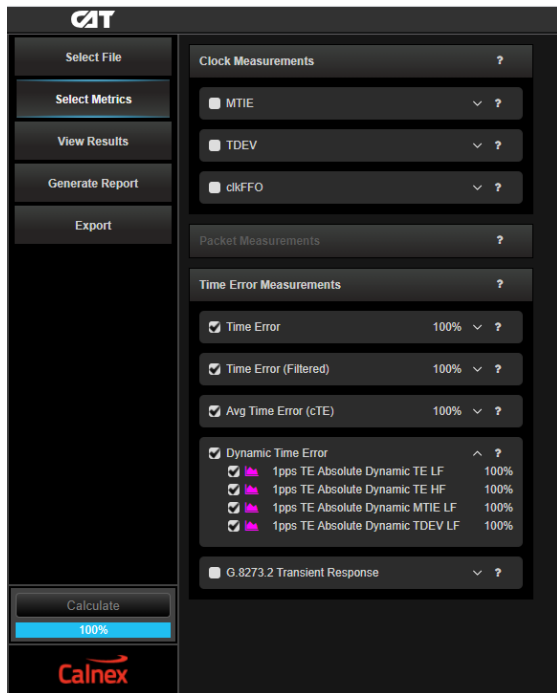 CAT
Select File
Select Metrics
View Results
Generate Report
Export
Clock Measurements ?
MTIE ?
TDEV ?
clkFFO ?
Packet Measurements ?
Time Error Measurements ?
Time Error 100% ?
Time Error (Filtered) 100% ?
Avg Time Error (cTE) 100% ?
Dynamic Time Error ?
1pps TE Absolute Dynamic TE LF 100%
1pps TE Absolute Dynamic TE HF 100%
1pps TE Absolute Dynamic MTIE LF 100%
1pps TE Absolute Dynamic TDEV LF 100%
G.8273.2 Transient Response ?
Calculate
100%
Calnex